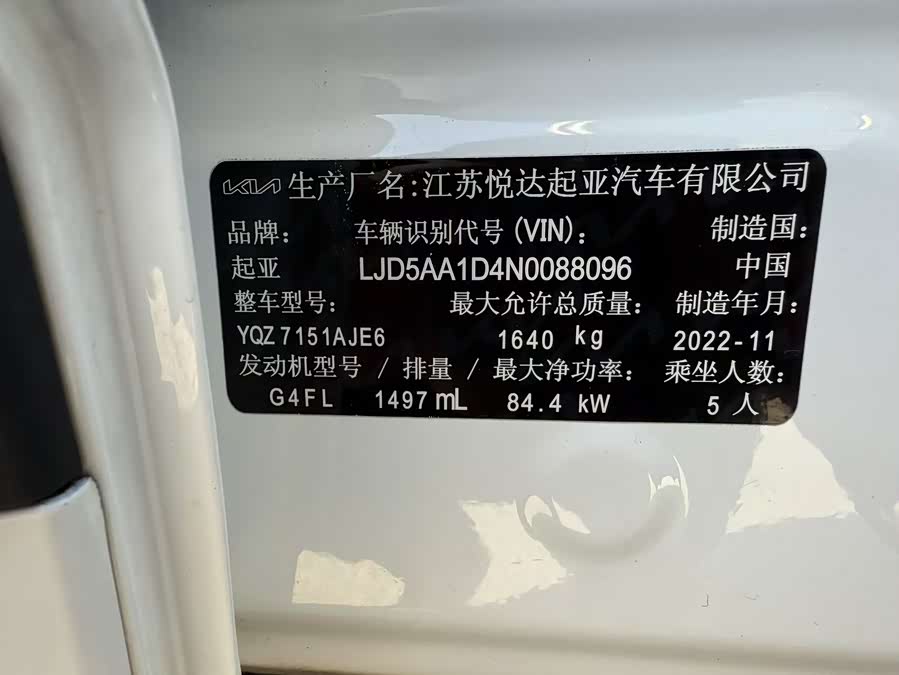 KIA 生产厂名:江苏悦达起亚汽车有限公司
品牌: 车辆识别代号(VIN): 制造国:
起亚 LJD5AA1D4N0088096 中国
整车型号: 最大允许总质量: 制造年月:
YQZ7151AJE6 1640 kg 2022-11
发动机型号 / 排量 / 最大净功率: 乘坐人数:
G4FL 1497 mL 84.4 kW 5 人